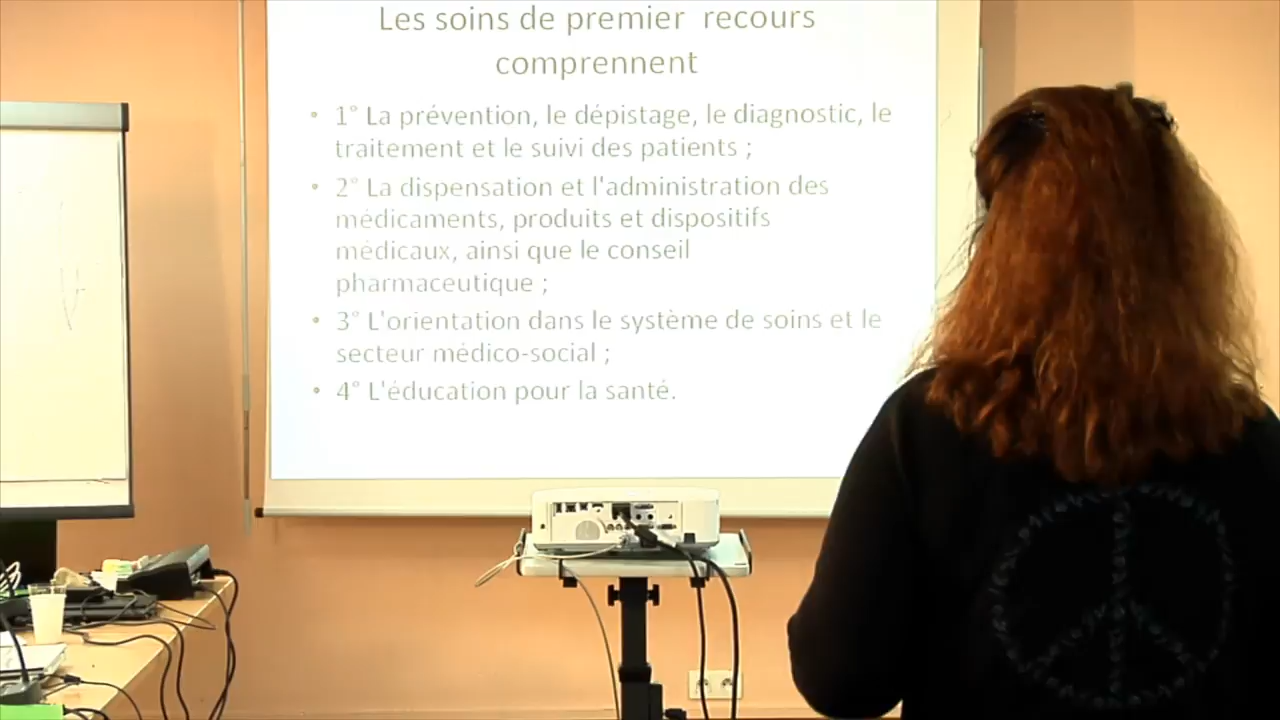 Les soins de premier recours
comprennent
• 1° La prévention, le dépistage, le diagnostic, le
traitement et le suivi des patients ;
• 2° La dispensation et l'administration des
médicaments, produits et dispositifs
médicaux, ainsi que le conseil
pharmaceutique ;
• 3° L'orientation dans le système de soins et le
secteur médico-social ;
• 4° L'éducation pour la santé.